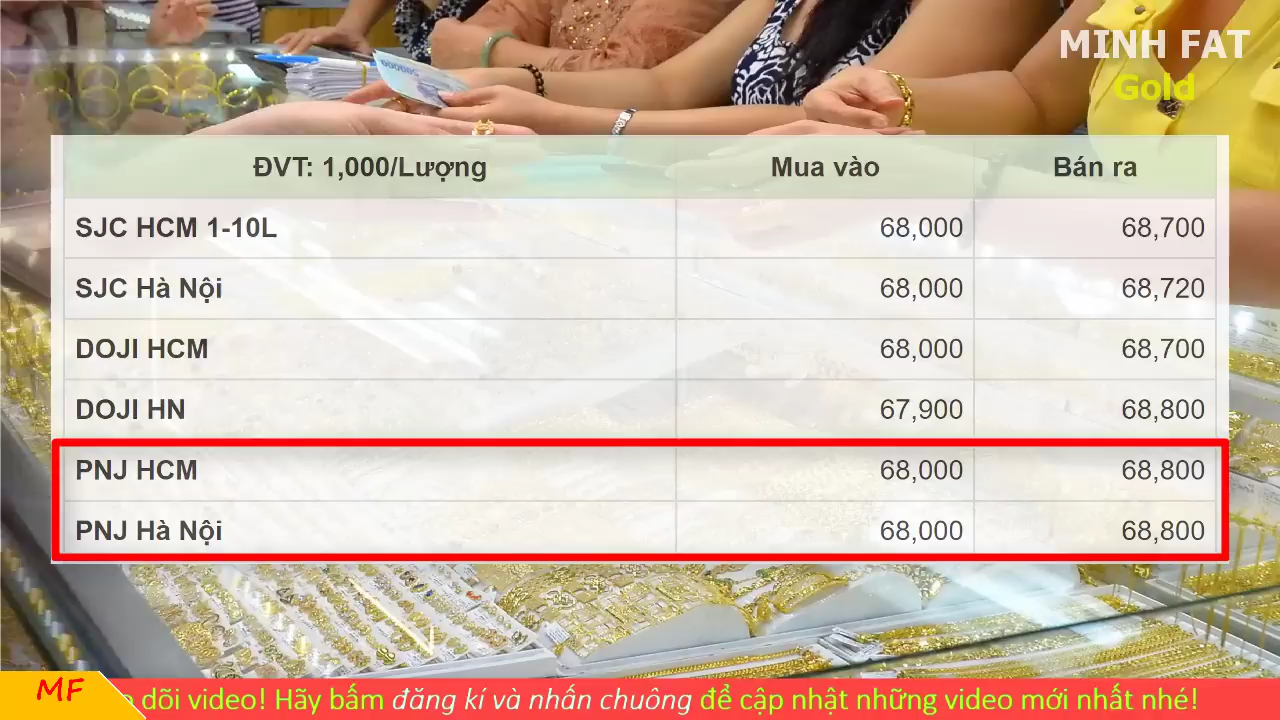 MINH FAT
Gold
500000
ĐVT: 1,000/Lượng Mua vào Bán ra
SJC HCM 1-10L 68,000 68,700
SJC Hà Nội 68,000 68,720
DOJI HCM 68,000 68,700
DOJI HN 67,900 68,800
PNJ HCM 68,000 68,800
PNJ Hà Nội 68,000 68,800
MF dõi video! Hãy bấm đăng kí và nhấn chuông để cập nhật những video mới nhất nhé!